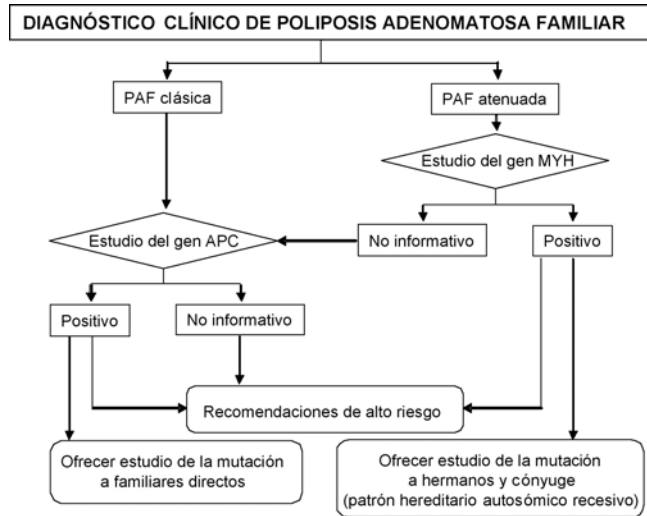 DIAGNÓSTICO CLÍNICO DE POLIPOSIS ADENOMATOSA FAMILIAR
PAF clásica
PAF atenuada
Estudio del gen MYH
Estudio del gen APC
No informativo
Positivo
Positivo
No informativo
Recomendaciones de alto riesgo
Ofrecer estudio de la mutación
a familiares directos
Ofrecer estudio de la mutación
a hermanos y cónyuge
(patrón hereditario autosómico recesivo)